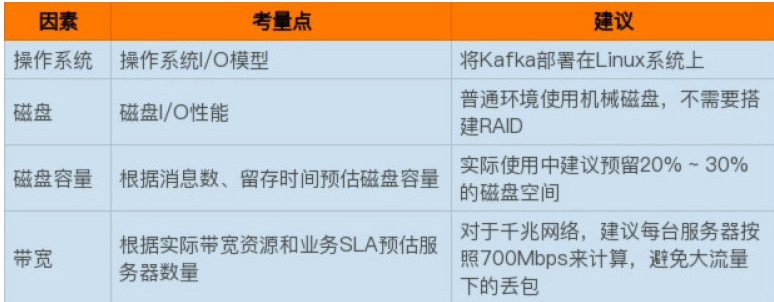 因素 考量点 建议
操作系统 操作系统I/O模型 将Kafka部署在Linux系统上
磁盘 磁盘I/O性能 普通环境使用机械磁盘，不需要搭
建RAID
磁盘容量 根据消息数、留存时间预估磁盘容量 实际使用中建议预留20% ~ 30%
的磁盘空间
带宽 根据实际带宽资源和业务SLA预估服
务器数量 对于千兆网络，建议每台服务器按
照700Mbps来计算，避免大流量
下的丢包